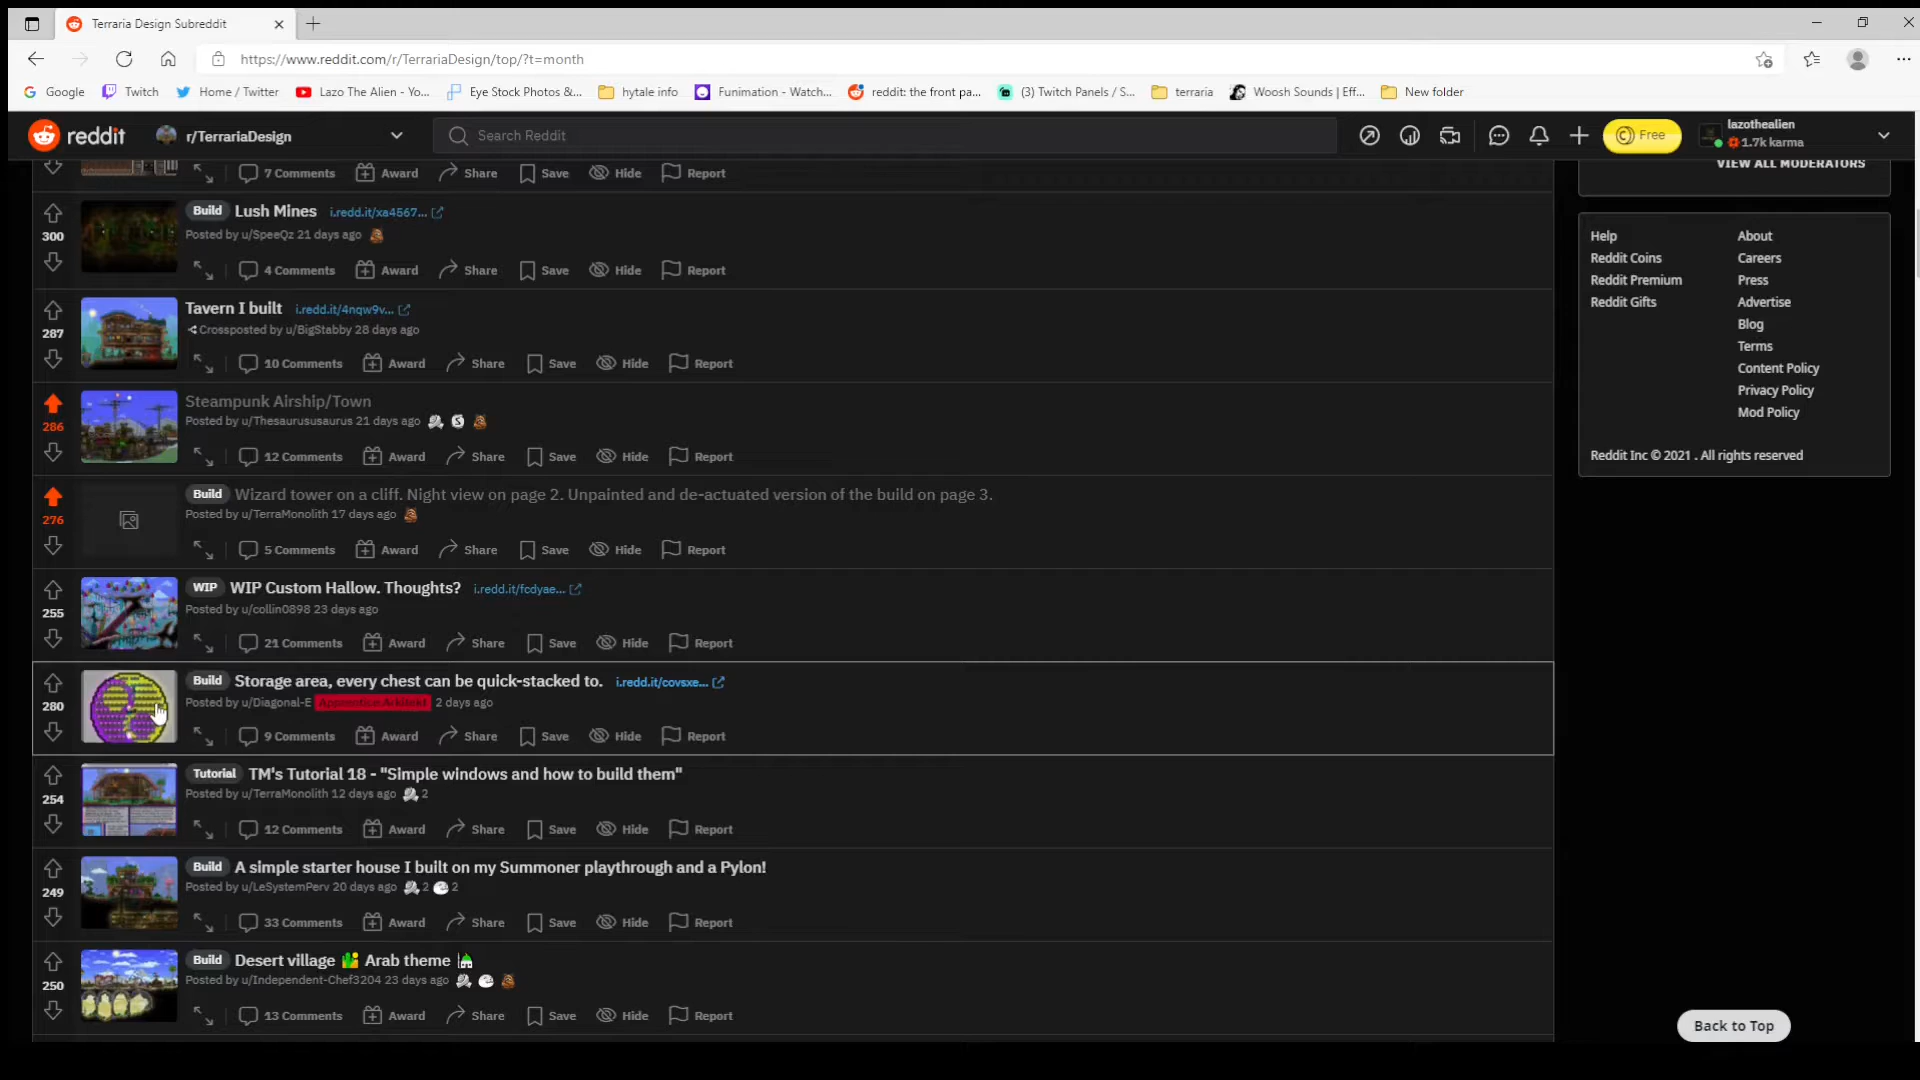 Terraria Design Subreddit
https://www.reddit.com/r/TerrariaDesign/top/?t=month
Google Twitch Home / Twitter Lazo The Alien - Yo... Eye Stock Photos &... hytale info Funimation - Watch... reddit: the front pa... (3) Twitch Panels / S... terraria Woosh Sounds | Eff... New folder
reddit r/TerrariaDesign Search Reddit Free lazothealien
1.7k karma
VIEW ALL MODERATORS
7 Comments Award Share Save Hide Report
Build Lush Mines i.redd.it/xa4567...
300
Posted by u/SpeeQz 21 days ago
4 Comments Award Share Save Hide Report
Tavern I built i.redd.it/4nqw9v...
287
Crossposted by u/BigStabby 28 days ago
10 Comments Award Share Save Hide Report
Steampunk Airship/Town
286
Posted by u/Thesaurususaurus 21 days ago
12 Comments Award Share Save Hide Report
Build Wizard tower on a cliff. Night view on page 2. Unpainted and de-actuated version of the build on page 3.
276
Posted by u/TerraMonolith 17 days ago
5 Comments Award Share Save Hide Report
WIP WIP Custom Hallow. Thoughts? i.redd.it/fcdyae...
255
Posted by u/collin0898 23 days ago
21 Comments Award Share Save Hide Report
Build Storage area, every chest can be quick-stacked to. i.redd.it/covsxe...
280
Posted by u/Diagonal-E 2 days ago
9 Comments Award Share Save Hide Report
Tutorial TM's Tutorial 18 - "Simple windows and how to build them"
254
Posted by u/TerraMonolith 12 days ago 2
12 Comments Award Share Save Hide Report
Build A simple starter house I built on my Summoner playthrough and a Pylon!
249
Posted by u/LeSystemPerv 20 days ago 2 2
33 Comments Award Share Save Hide Report
Build Desert village Arab theme
250
Posted by u/Independent-Chef3204 23 days ago
13 Comments Award Share Save Hide Report
Help About
Reddit Coins Careers
Reddit Premium Press
Reddit Gifts Advertise
Blog
Terms
Content Policy
Privacy Policy
Mod Policy
Reddit Inc © 2021 . All rights reserved
Back to Top